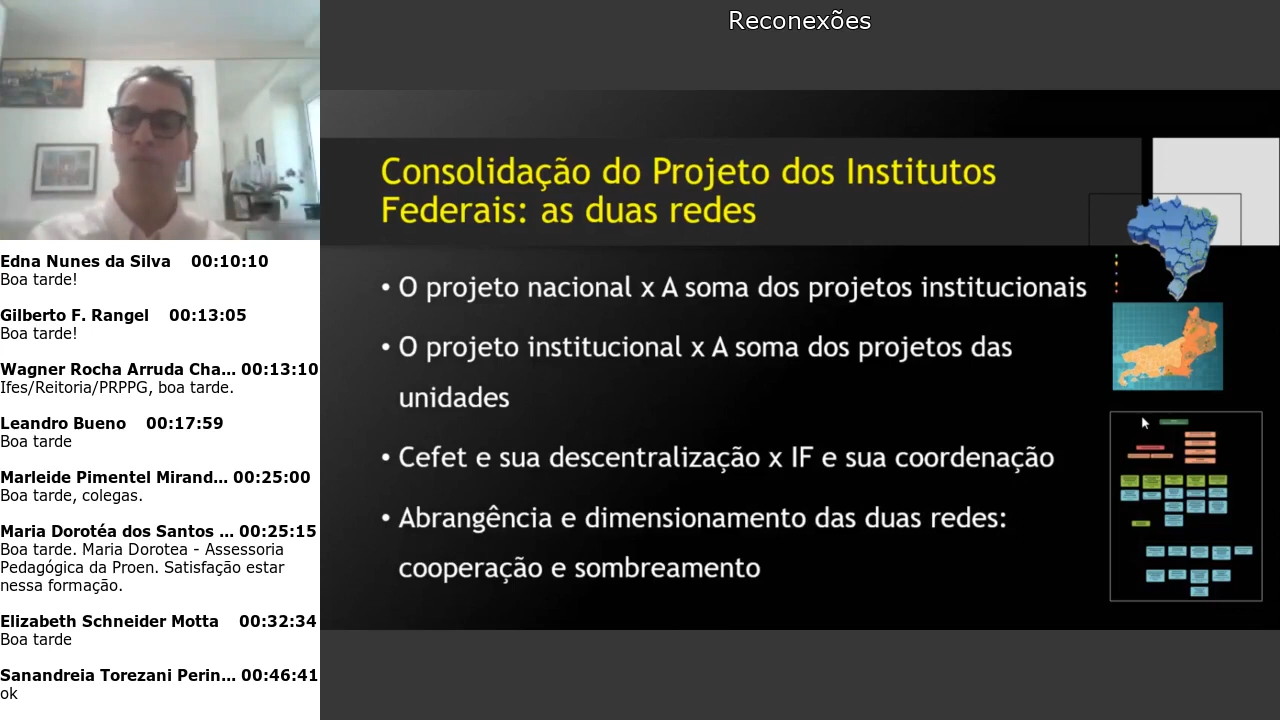 Reconexões
Consolidação do Projeto dos Institutos
Federais: as duas redes
• O projeto nacional x A soma dos projetos institucionais
• O projeto institucional x A soma dos projetos das
unidades
• Cefet e sua descentralização x IF e sua coordenação
• Abrangência e dimensionamento das duas redes:
cooperação e sombreamento
Edna Nunes da Silva 00:10:10
Boa tarde!
Gilberto F. Rangel 00:13:05
Boa tarde!
Wagner Rocha Arruda Cha... 00:13:10
Ifes/Reitoria/PRPPG, boa tarde.
Leandro Bueno 00:17:59
Boa tarde
Marleide Pimentel Mirand... 00:25:00
Boa tarde, colegas.
Maria Dorotéa dos Santos ... 00:25:15
Boa tarde. Maria Dorotea - Assessoria
Pedagógica da Proen. Satisfação estar
nessa formação.
Elizabeth Schneider Motta 00:32:34
Boa tarde
Sanandreia Torezani Perin... 00:46:41
ok